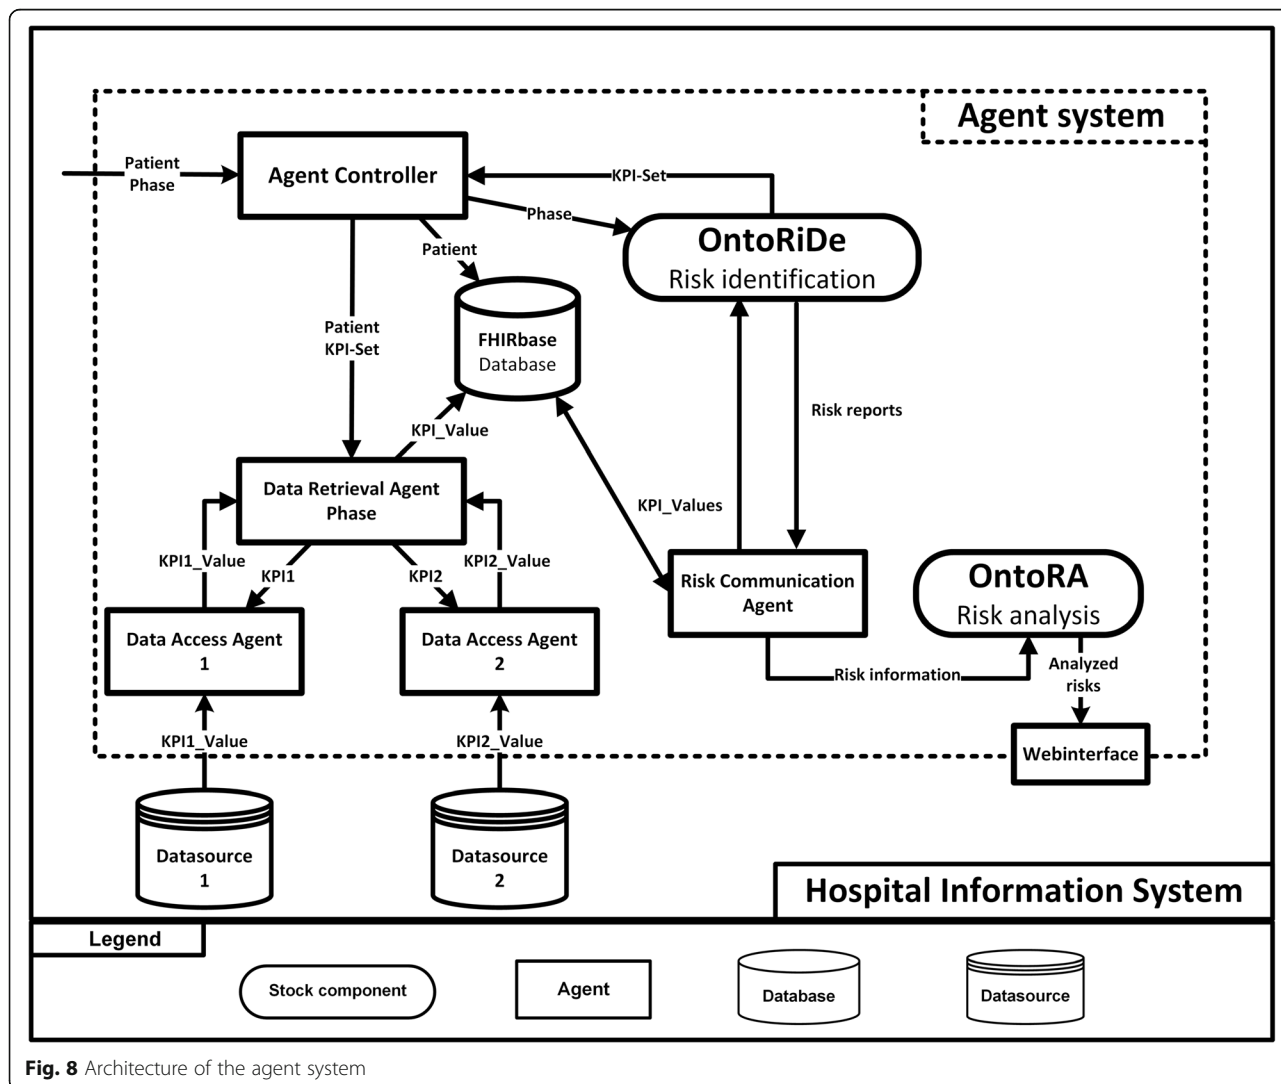 Agent system
Patient
Phase
Agent Controller
KPI-Set
Phase
OntoRiDe
Risk identification
Patient
Patient
KPI-Set
FHIRbase
Database
Risk reports
KPI_Value
Data Retrieval Agent
Phase
KPI_Values
KPI1_Value
KPI1
KPI2
KPI2_Value
Risk Communication
Agent
OntoRA
Risk analysis
Data Access Agent
1
Data Access Agent
2
Risk information
Analyzed
risks
KPI1_Value
KPI2_Value
Webinterface
Datasource
1
Datasource
2
Hospital Information System
Legend
Stock component
Agent
Database
Datasource
Fig. 8 Architecture of the agent system